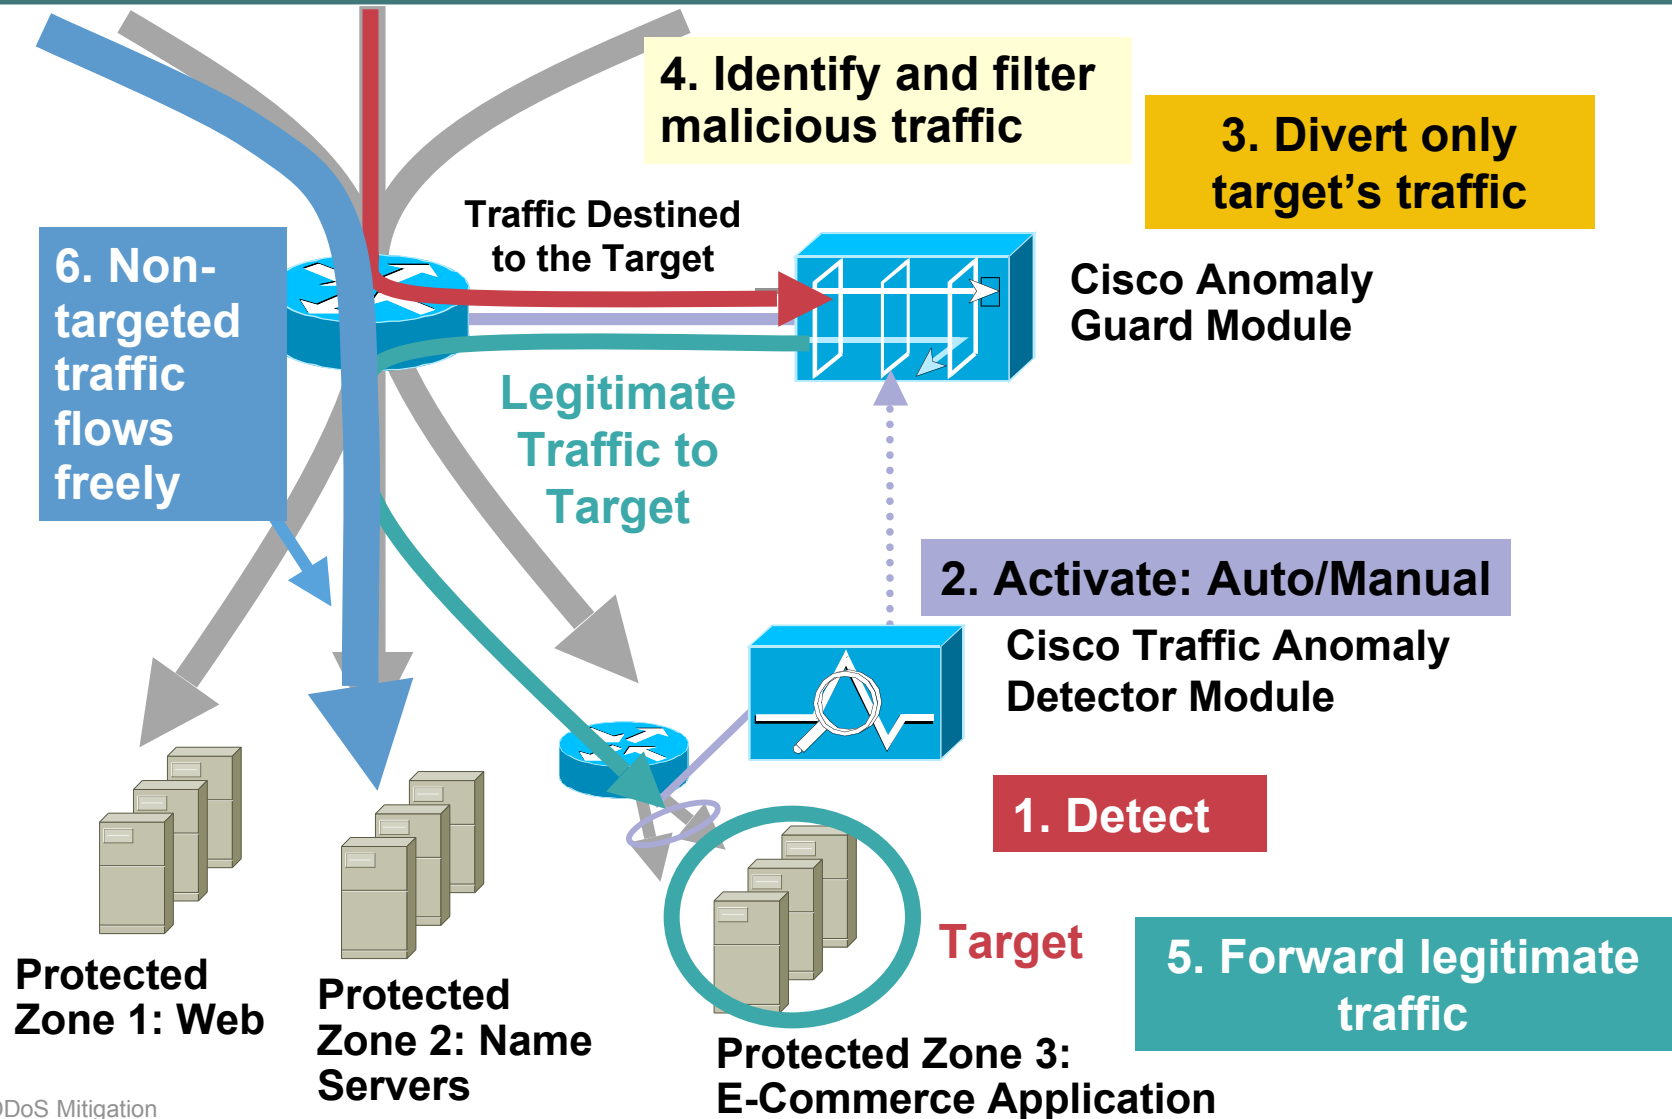 4. Identify and filter
malicious traffic
3. Divert only
target's traffic
Traffic Destined
to the Target
6. Non-
targeted
traffic
flows
freely
Cisco Anomaly
Guard Module
Legitimate
Traffic to
Target
2. Activate: Auto/Manual
Cisco Traffic Anomaly
Detector Module
1. Detect
Target
5. Forward legitimate
traffic
Protected
Zone 1: Web
Protected
Zone 2: Name
Servers
Protected Zone 3:
E-Commerce Application
DDoS Mitigation